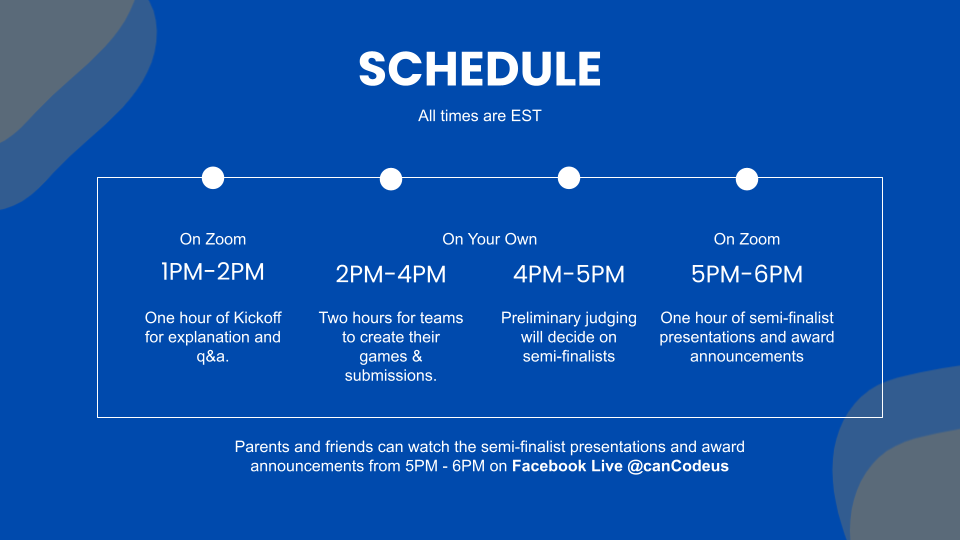 SCHEDULE
All times are EST
On Zoom
1PM-2PM
One hour of Kickoff
for explanation and
q&a.
On Your Own
2PM-4PM
Two hours for teams
to create their
games &
submissions.
4PM-5PM
Preliminary judging
will decide on
semi-finalists
On Zoom
5PM-6PM
One hour of semi-finalist
presentations and award
announcements
Parents and friends can watch the semi-finalist presentations and award
announcements from 5PM - 6PM on Facebook Live @canCodeus